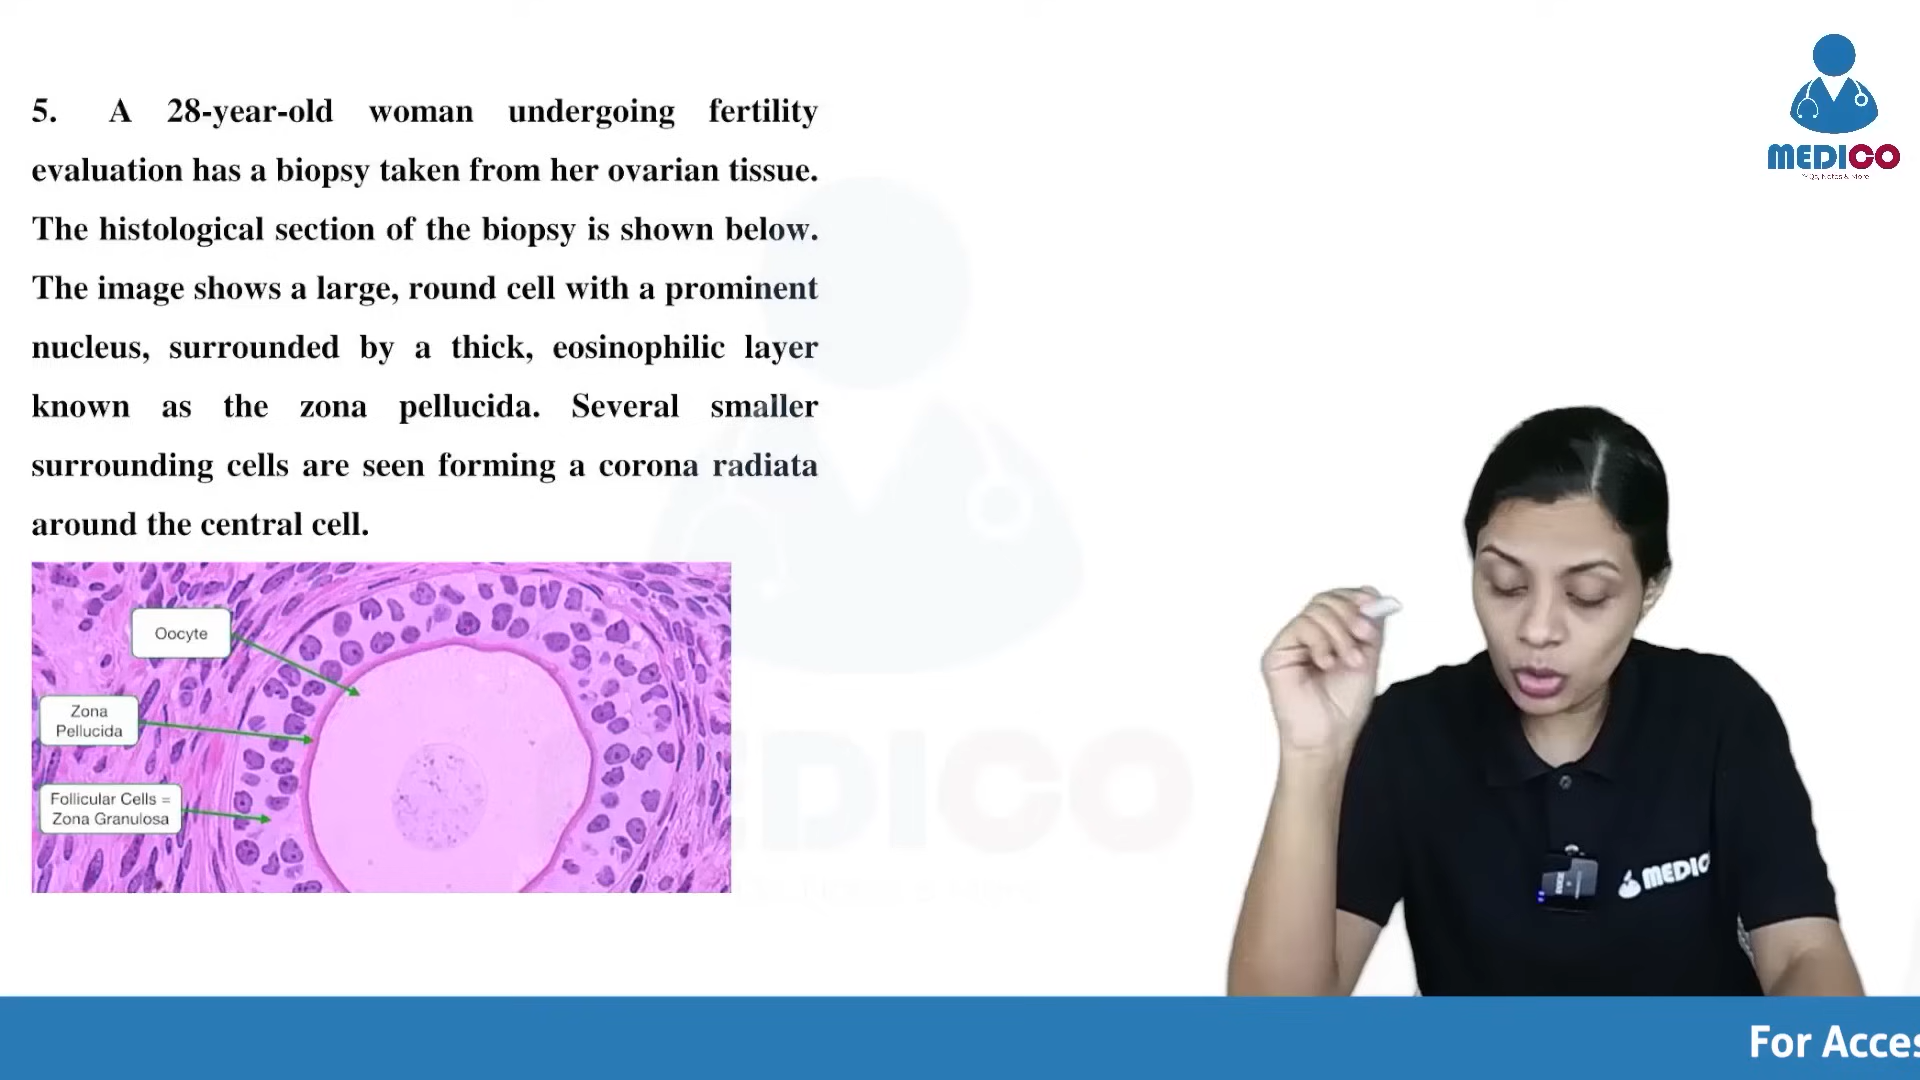 5. A 28-year-old woman undergoing fertility
evaluation has a biopsy taken from her ovarian tissue.
The histological section of the biopsy is shown below.
The image shows a large, round cell with a prominent
nucleus, surrounded by a thick, eosinophilic layer
known as the zona pellucida. Several smaller
surrounding cells are seen forming a corona radiata
around the central cell.
Oocyte
Zona
Pellucida
Follicular Cells =
Zona Granulosa
MEDICO
MEDICO
For Acces